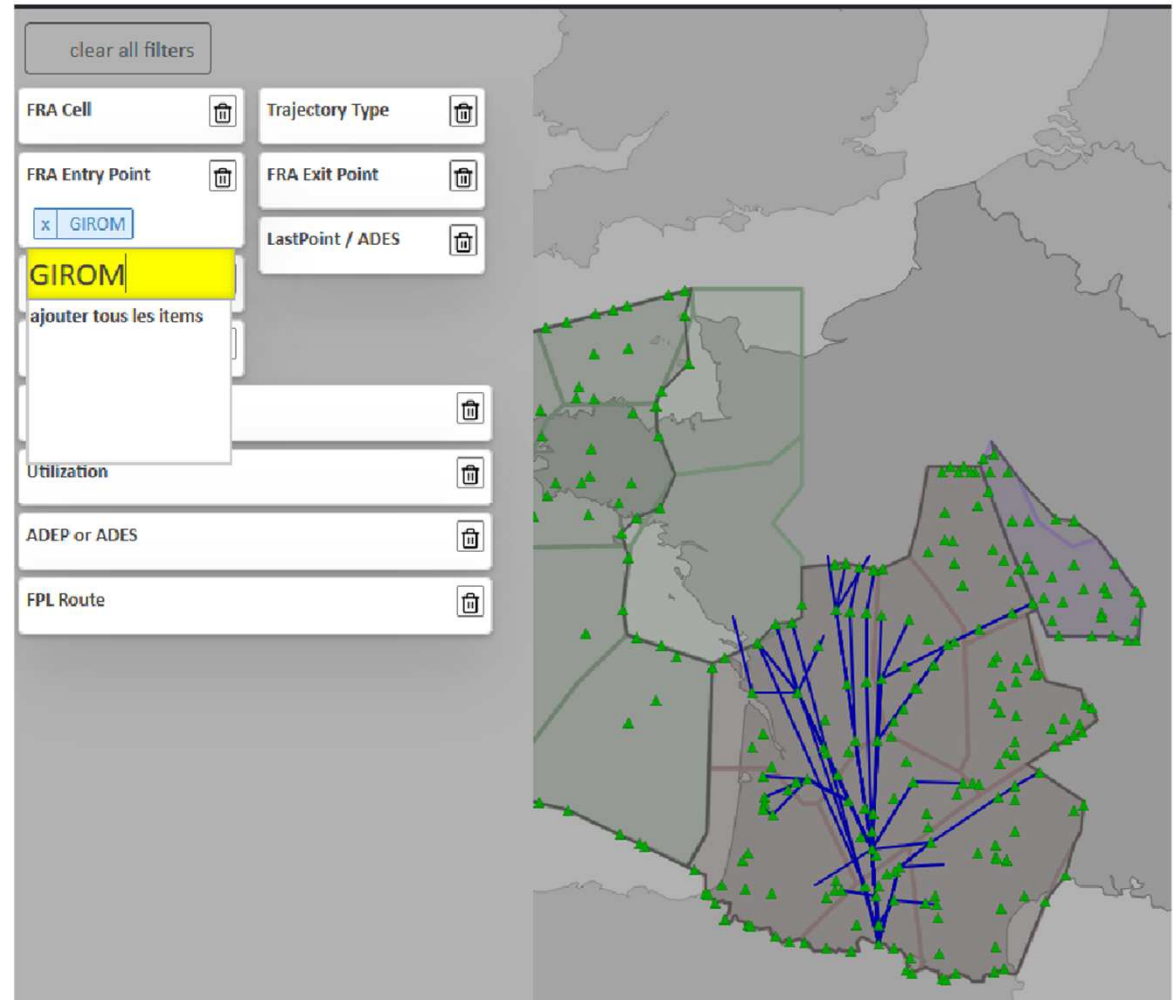 clear all filters
FRA Cell
Trajectory Type
FRA Entry Point
FRA Exit Point
x GIROM
LastPoint / ADES
GIROM
ajouter tous les items
Utilization
ADEP or ADES
FPL Route